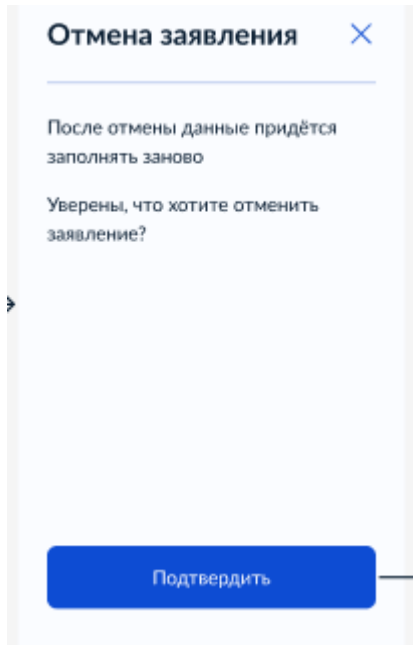 Отмена заявления
После отмены данные придётся
заполнять заново
Уверены, что хотите отменить
заявление?
Подтвердить